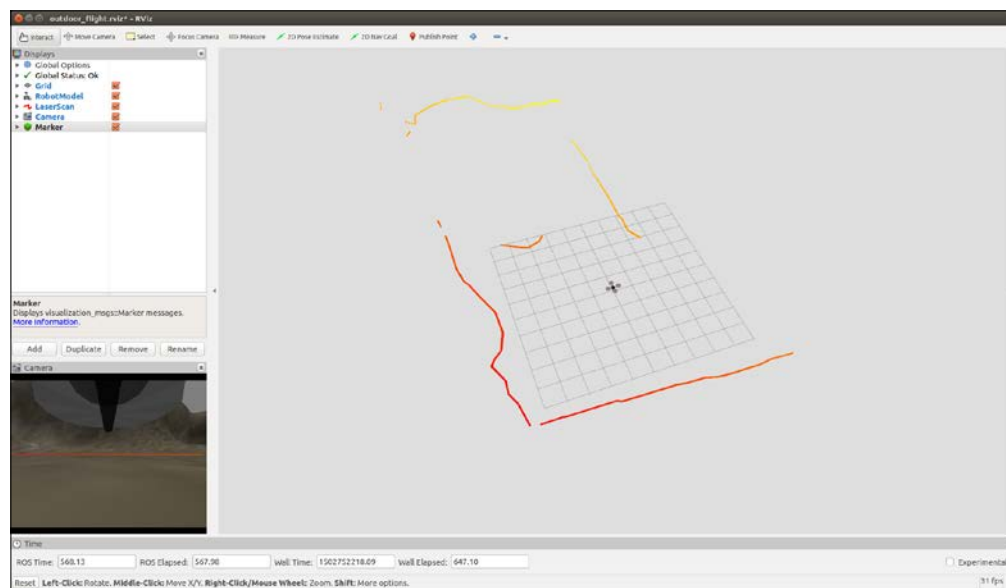 outdoor_flight.rviz* - RViz
Interact Move Camera Select Focus Camera Measure 2D Pose Estimate 2D Nav Goal Publish Point
Displays
Global Options
Global Status: Ok
Grid
RobotModel
LaserScan
Camera
Marker
Marker
Displays visualization_msgs::Marker messages.
More Information.
Add Duplicate Remove Rename
Camera
Time
ROS Time: 568.13 ROS Elapsed: 567.98 Wall Time: 1502752218.09 Wall Elapsed: 647.10 Experimental
Reset Left-Click: Rotate. Middle-Click: Move X/Y. Right-Click/Mouse Wheel: Zoom. Shift: More options. 31 fps